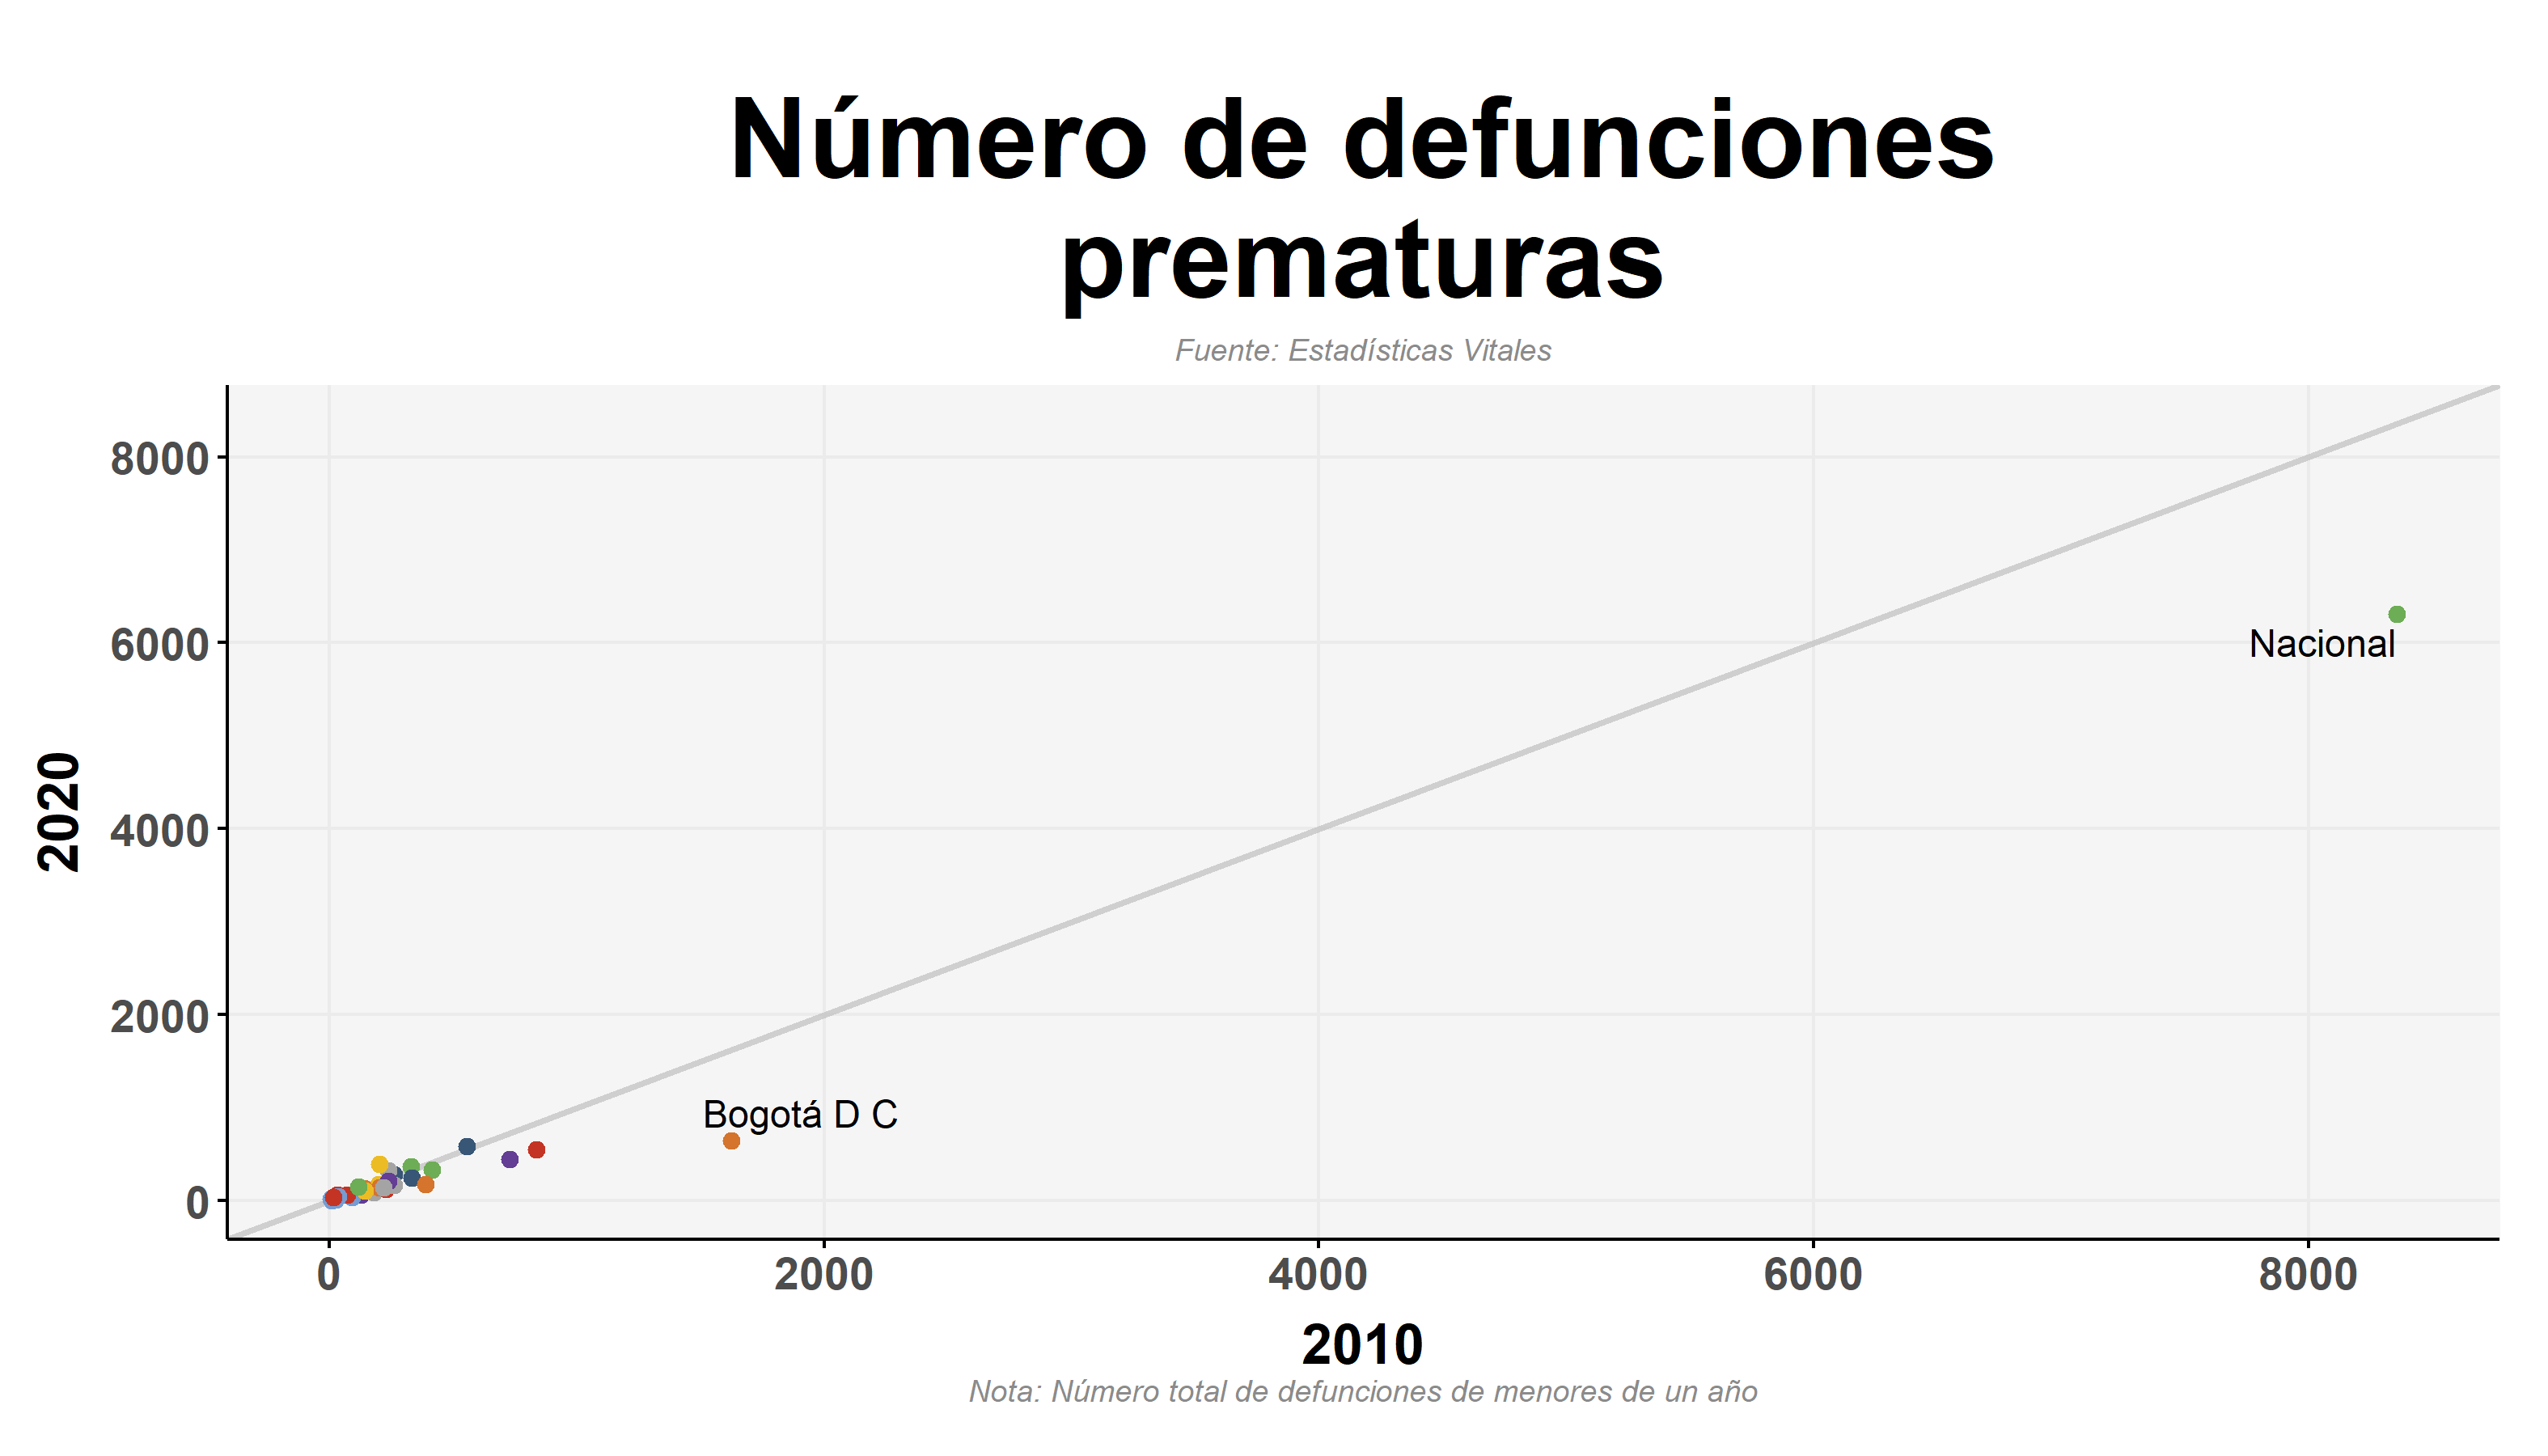 Número de defunciones
prematuras
Fuente: Estadísticas Vitales
8000
6000
4000
2000
0
2020
Nacional
Bogotá D C
0 2000 4000 6000 8000
2010
Nota: Número total de defunciones de menores de un año